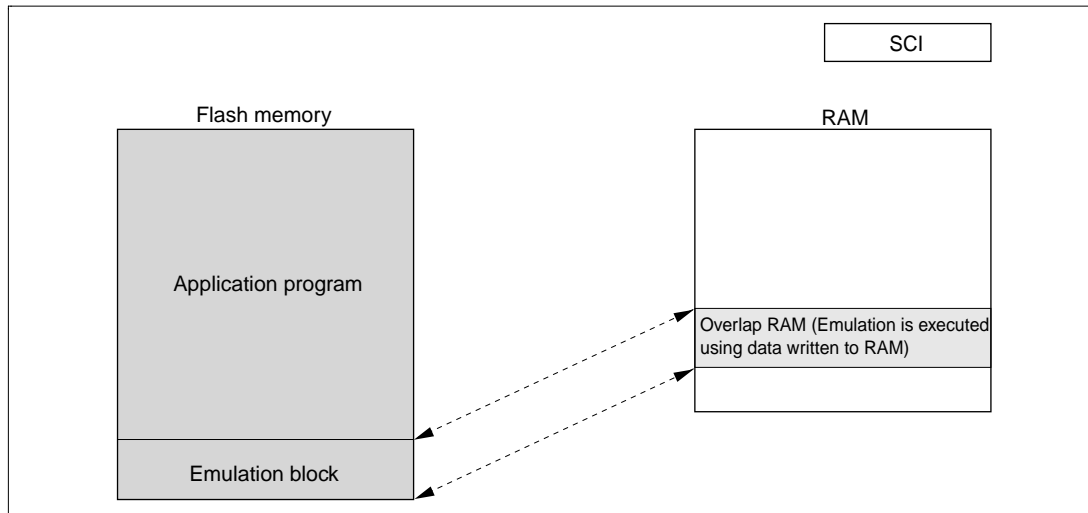 SCI
Flash memory
RAM
Application program
Overlap RAM (Emulation is executed
using data written to RAM)
Emulation block